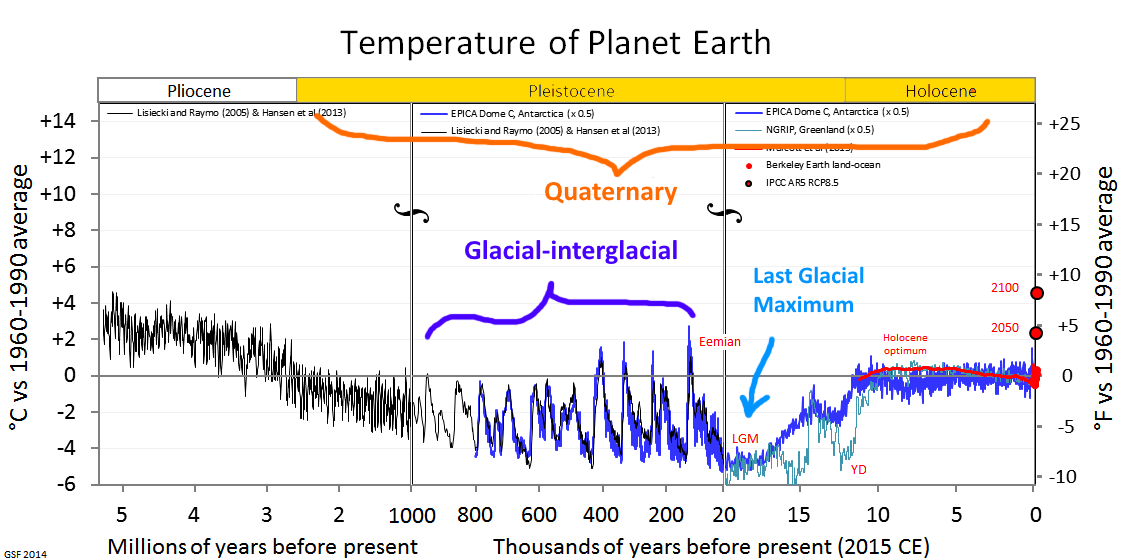 Temperature of Planet Earth
Pliocene
Pleistocene
Holocene
Lisiecki and Raymo (2005) & Hansen et al (2013)
EPICA Dome C, Antarctica (x 0.5)
Lisiecki and Raymo (2005) & Hansen et al (2013)
EPICA Dome C, Antarctica (x 0.5)
NGRIP, Greenland (x 0.5)
Marcott et al (2013)
Berkeley Earth land-ocean
IPCC AR5 RCP8.5
Quaternary
Glacial-interglacial
Last Glacial
Maximum
Eemian
LGM
YD
Holocene
optimum
2100
2050
°C vs 1960-1990 average
+14
+12
+10
+8
+6
+4
+2
0
-2
-4
-6
°F vs 1960-1990 average
+25
+20
+15
+10
+5
0
-5
-10
5 4 3 2 1000 800 600 400 200 20 15 10 5 0
Millions of years before present
Thousands of years before present (2015 CE)
GSF 2014